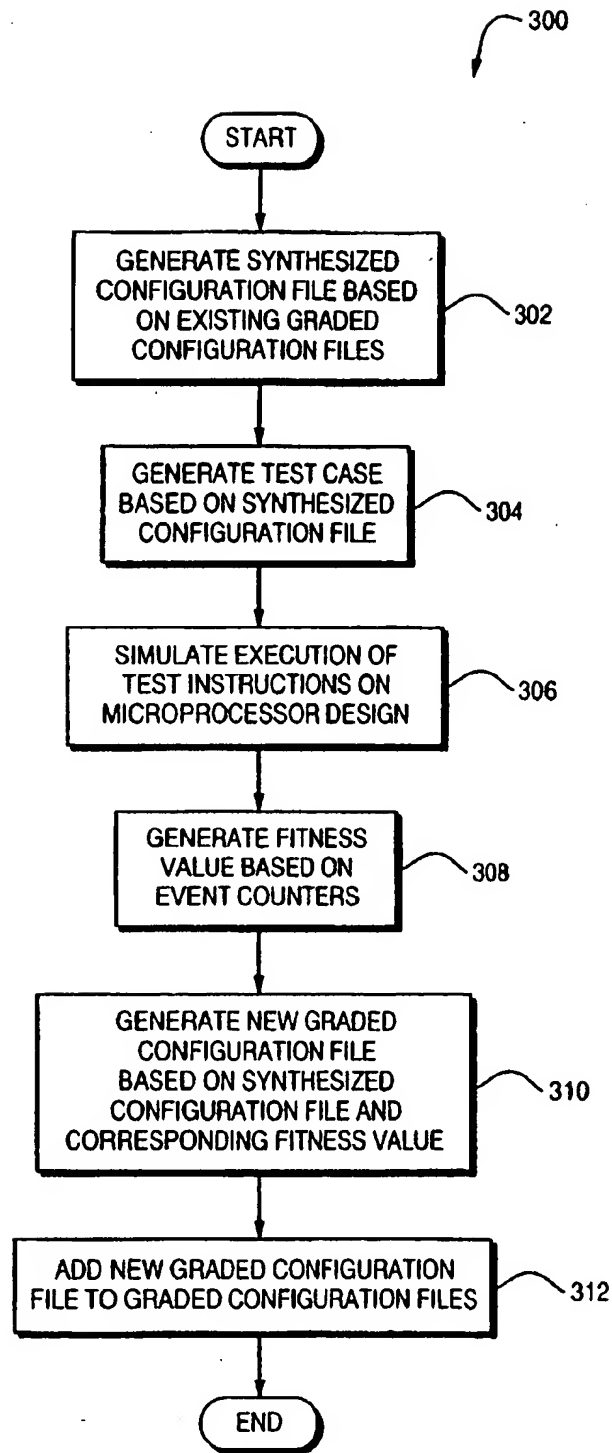 300
START
GENERATE SYNTHESIZED
CONFIGURATION FILE BASED
ON EXISTING GRADED
CONFIGURATION FILES
302
GENERATE TEST CASE
BASED ON SYNTHESIZED
CONFIGURATION FILE
304
SIMULATE EXECUTION OF
TEST INSTRUCTIONS ON
MICROPROCESSOR DESIGN
306
GENERATE FITNESS
VALUE BASED ON
EVENT COUNTERS
308
GENERATE NEW GRADED
CONFIGURATION FILE
BASED ON SYNTHESIZED
CONFIGURATION FILE AND
CORRESPONDING FITNESS VALUE
310
ADD NEW GRADED CONFIGURATION
FILE TO GRADED CONFIGURATION FILES
312
END